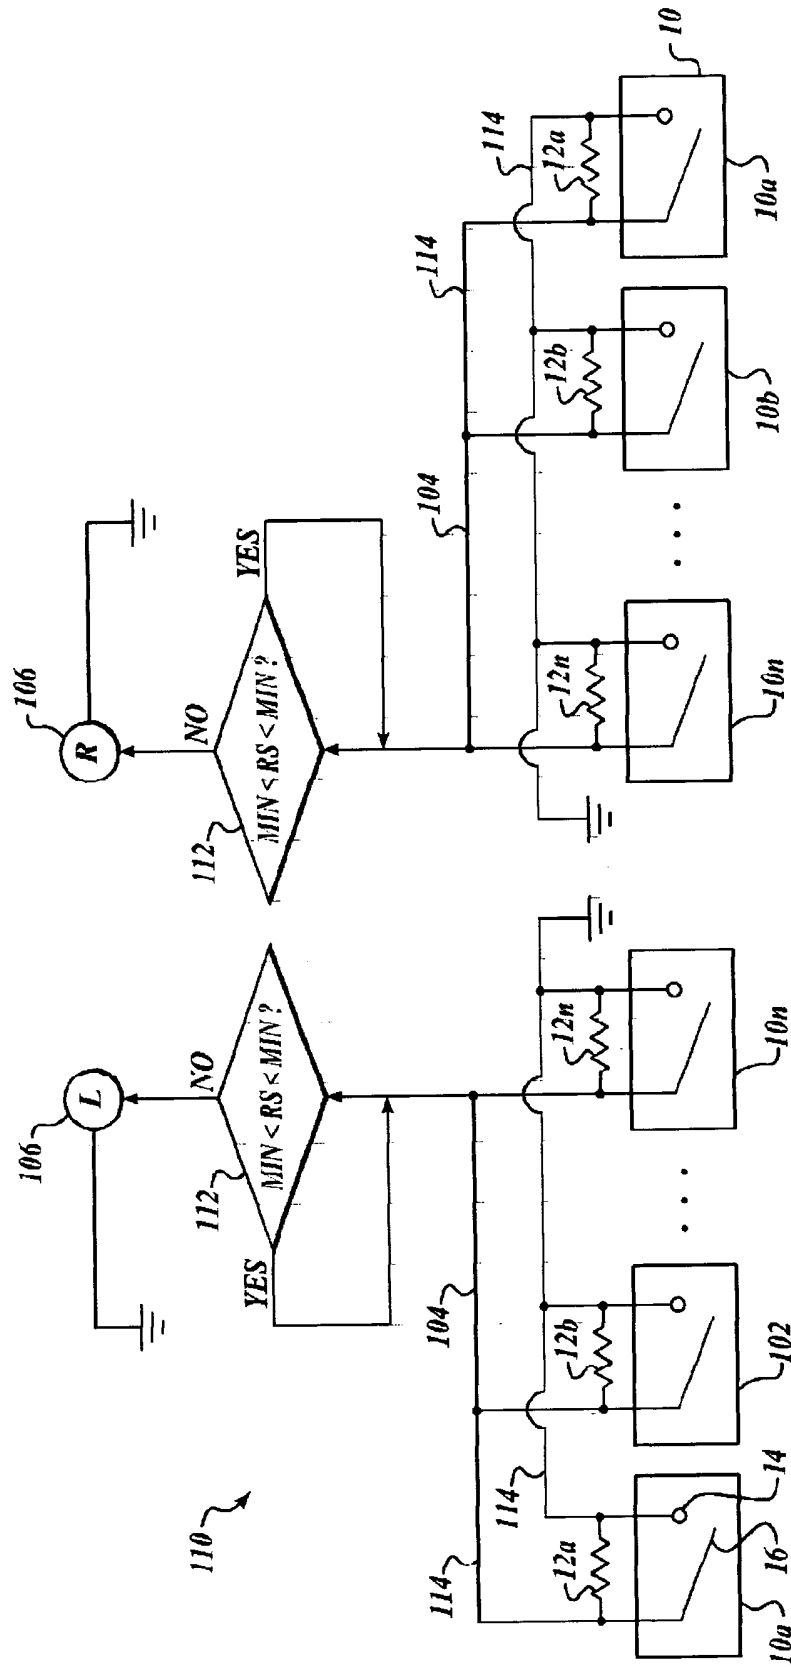 110
106
L
NO
112
MIN < RS < MIN ?
YES
104
114
114
12a
12b
12n
14
16
10a
102
10n
106
R
NO
112
MIN < RS < MIN ?
YES
104
114
114
12n
12b
12a
10n
10b
10a
10